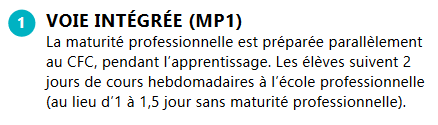 1 VOIE INTÉGRÉE (MP1)
La maturité professionnelle est préparée parallèlement
au CFC, pendant l’apprentissage. Les élèves suivent 2
jours de cours hebdomadaires à l’école professionnelle
(au lieu d’1 à 1,5 jour sans maturité professionnelle).